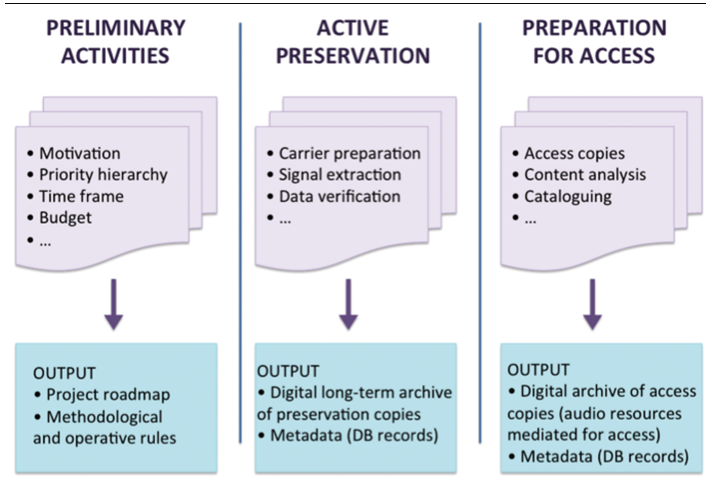 PRELIMINARY
ACTIVITIES
• Motivation
• Priority hierarchy
• Time frame
• Budget
• ...
OUTPUT
• Project roadmap
• Methodological
and operative rules
ACTIVE
PRESERVATION
• Carrier preparation
• Signal extraction
• Data verification
• ...
OUTPUT
• Digital long-term archive
of preservation copies
• Metadata (DB records)
PREPARATION
FOR ACCESS
• Access copies
• Content analysis
• Cataloguing
• ...
OUTPUT
• Digital archive of access
copies (audio resources
mediated for access)
• Metadata (DB records)